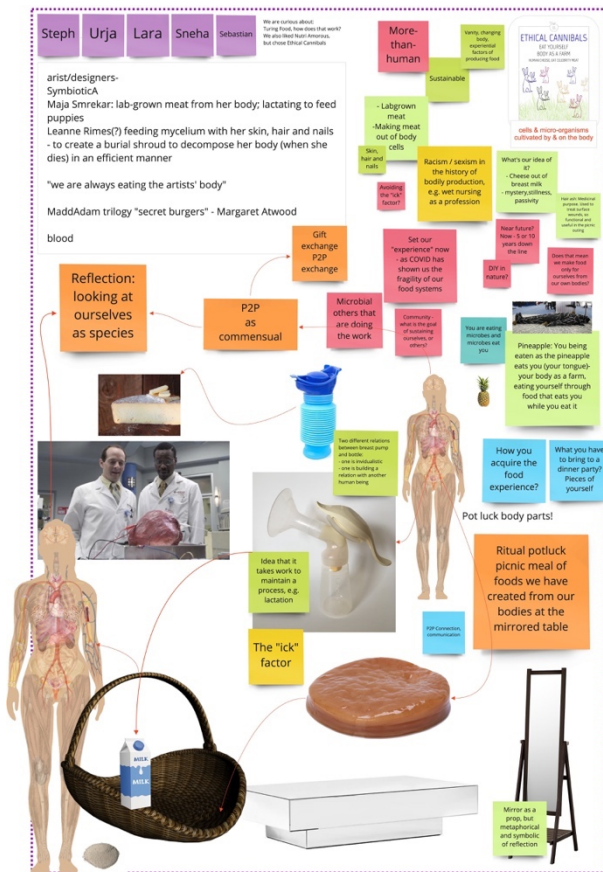 Steph
Urja
Lara
Sneha
Sebastian
We are curious about:
Turing Food, how does that work?
We also liked Nutri Amorous,
but chose Ethical Cannibals
arist/designers-
SymbioticA
Maja Smrekar: lab-grown meat from her body; lactating to feed
puppies
Leanne Rimes(?) feeding mycelium with her skin, hair and nails
- to create a burial shroud to decompose her body (when she
dies) in an efficient manner
"we are always eating the artists' body"
MaddAdam trilogy "secret burgers" - Margaret Atwood
blood
More-
than-
human
Vanity, changing
body,
experiential
factors of
producing food
Sustainable
ETHICAL CANNIBALS
EAT YOURSELF
BODY AS A FARM
cells & micro-organisms
cultivated by & on the body
- Labgrown
meat
-Making meat
out of body
cells
Skin,
hair and
nails
Avoiding
the "ick"
factor?
Racism / sexism in
the history of
bodily production,
e.g. wet nursing
as a profession
What's our idea of
it?
- Cheese out of
breast milk
- mystery,stillness,
passivity
Near future?
Now - 5 or 10
years down
the line
DIY in
nature?
Does that mean
we make food
only for
ourselves from
our own bodies?
Set our
"experience" now
- as COVID has
shown us the
fragility of our
food systems
Gift
exchange
P2P
exchange
Reflection:
looking at
ourselves
as species
P2P
as
commensual
Microbial
others that
are doing
the work
Community -
what is the goal
of sustaining
ourselves, or
others?
You are eating
microbes and
microbes eat
you
Pineapple: You being
eaten as the pineapple
eats you (your tongue)-
your body as a farm,
eating yourself through
food that eats you
while you eat it
Two different relations
between breast pump
and bottle:
- one is invidualistic
- one is building a
relation with another
human being
How you
acquire the
food
experience?
What you have
to bring to a
dinner party?
Pieces of
yourself
Pot luck body parts!
Idea that it
takes work to
maintain a
process, e.g.
lactation
Ritual potluck
picnic meal of
foods we have
created from our
bodies at the
mirrored table
P2P Connection,
communication
The "ick"
factor
MILK
MILK
Mirror as a
prop, but
metaphorical
and symbolic
of reflection